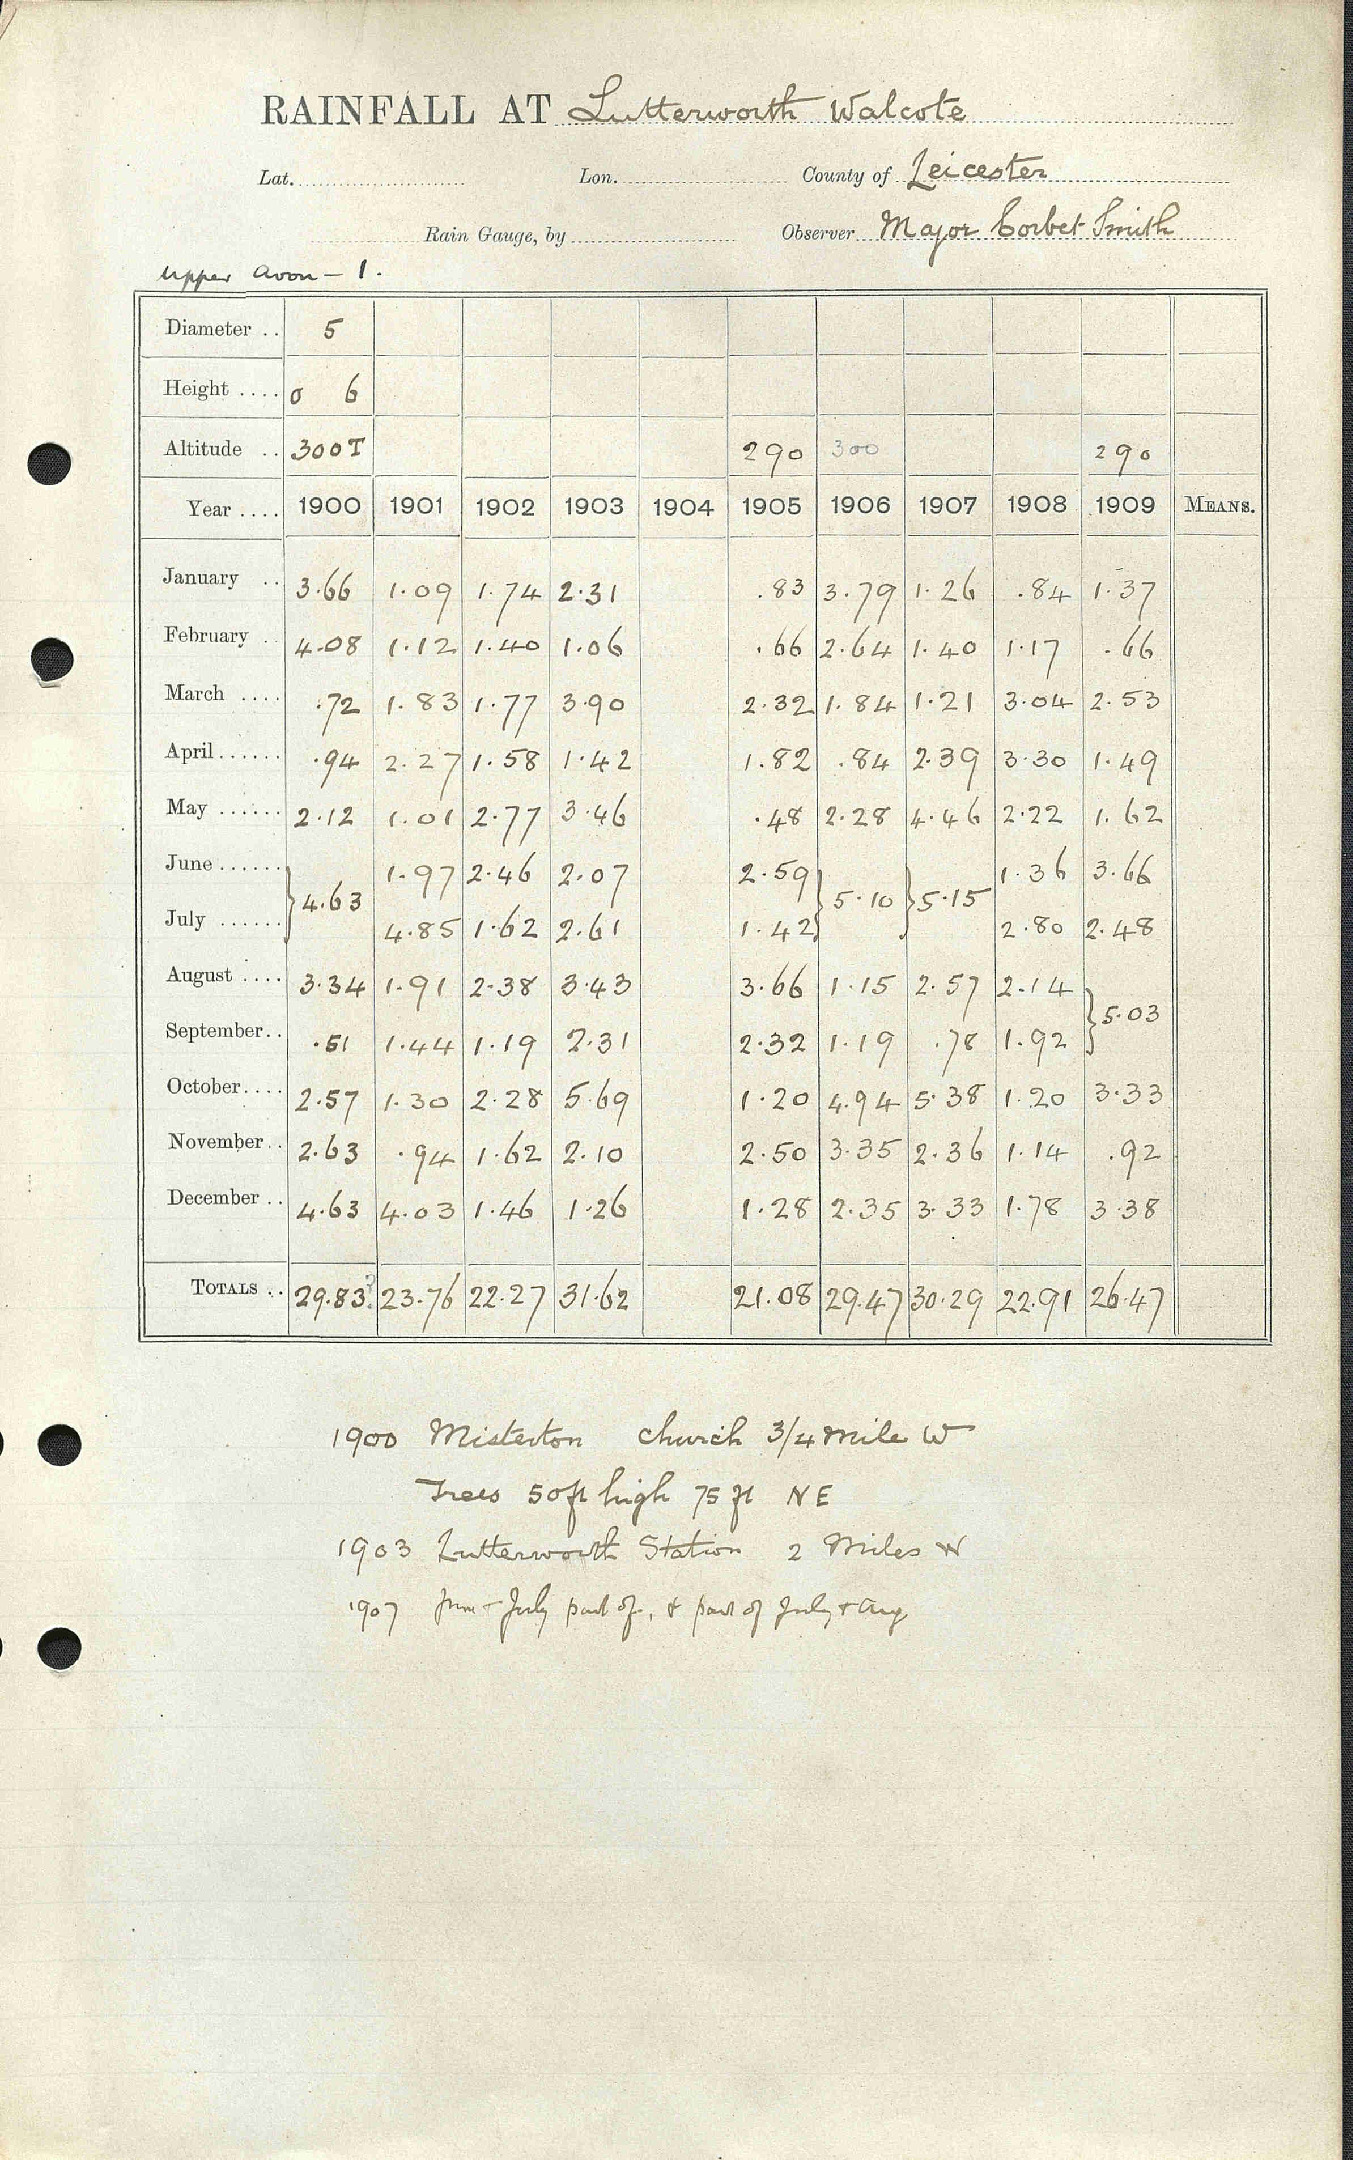 RAINFALL AT Lutterworth Walcote
Lat. Lon. County of Leicester
Rain Gauge, by Observer Major Corbet Smith
Upper Avon - 1.
Diameter .. 5
Height .... 0 6
Altitude .. 300T 290 300 290
Year .... 1900 1901 1902 1903 1904 1905 1906 1907 1908 1909 MEANS.
January .. 3.66 1.09 1.74 2.31 .83 3.79 1.26 .84 1.37
February .. 4.08 1.12 1.40 1.06 .66 2.64 1.40 1.17 .66
March .... .72 1.83 1.77 3.90 2.32 1.84 1.21 3.04 2.53
April ...... .94 2.27 1.58 1.42 1.82 .84 2.39 3.30 1.49
May ...... 2.12 1.01 2.77 3.46 .48 2.28 4.46 2.22 1.62
June ...... 1.97 2.46 2.07 2.59 1.36 3.66
} 4.63 } 5.10 } 5.15
July ...... 4.85 1.62 2.61 1.42 2.80 2.48
August .... 3.34 1.91 2.38 3.43 3.66 1.15 2.57 2.14
} 5.03
September .. .51 1.44 1.19 2.31 2.32 1.19 .78 1.92
October .... 2.57 1.30 2.28 5.69 1.20 4.94 5.38 1.20 3.33
November .. 2.63 .94 1.62 2.10 2.50 3.35 2.36 1.14 .92
December .. 4.63 4.03 1.46 1.26 1.28 2.35 3.33 1.78 3.38
TOTALS .. 29.83? 23.76 22.27 31.62 21.08 29.47 30.29 22.91 26.47
1900 Misterton church 3/4 Mile W
Trees 50ft high 75 ft NE
1903 Lutterworth Station 2 Miles W
1907 June + July part of, & part of July + Aug